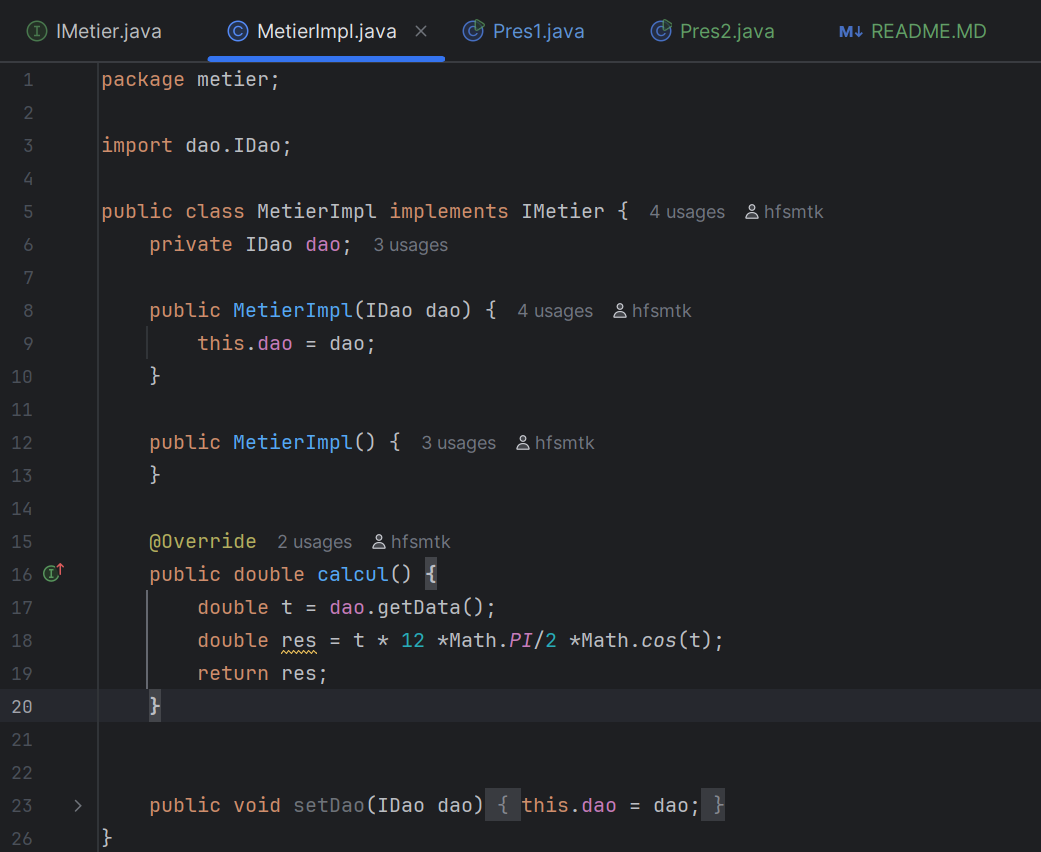 IMetier.java MetierImpl.java × Pres1.java Pres2.java M↓ README.MD
1 package metier;
2
3 import dao.IDao;
4
5 public class MetierImpl implements IMetier { 4 usages hfsmtk
6 private IDao dao; 3 usages
7
8 public MetierImpl(IDao dao) { 4 usages hfsmtk
9 this.dao = dao;
10 }
11
12 public MetierImpl() { 3 usages hfsmtk
13 }
14
15 @Override 2 usages hfsmtk
16 public double calcul() {
17 double t = dao.getData();
18 double res = t * 12 *Math.PI/2 *Math.cos(t);
19 return res;
20 }
21
22
23 public void setDao(IDao dao) { this.dao = dao; }
26 }